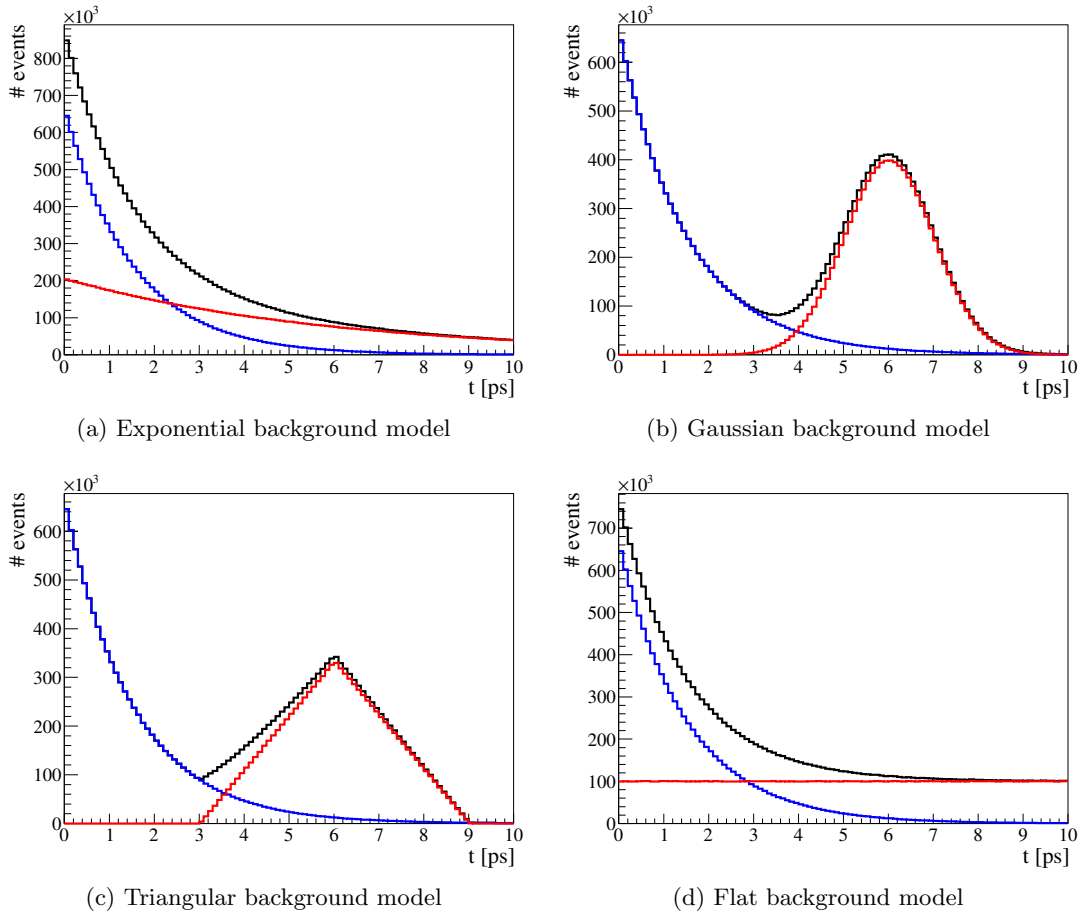 ×10³
# events
800
700
600
500
400
300
200
100
0
0 1 2 3 4 5 6 7 8 9 10
t [ps]
(a) Exponential background model
×10³
# events
600
500
400
300
200
100
0
0 1 2 3 4 5 6 7 8 9 10
t [ps]
(b) Gaussian background model
×10³
# events
600
500
400
300
200
100
0
0 1 2 3 4 5 6 7 8 9 10
t [ps]
(c) Triangular background model
×10³
# events
700
600
500
400
300
200
100
0
0 1 2 3 4 5 6 7 8 9 10
t [ps]
(d) Flat background model